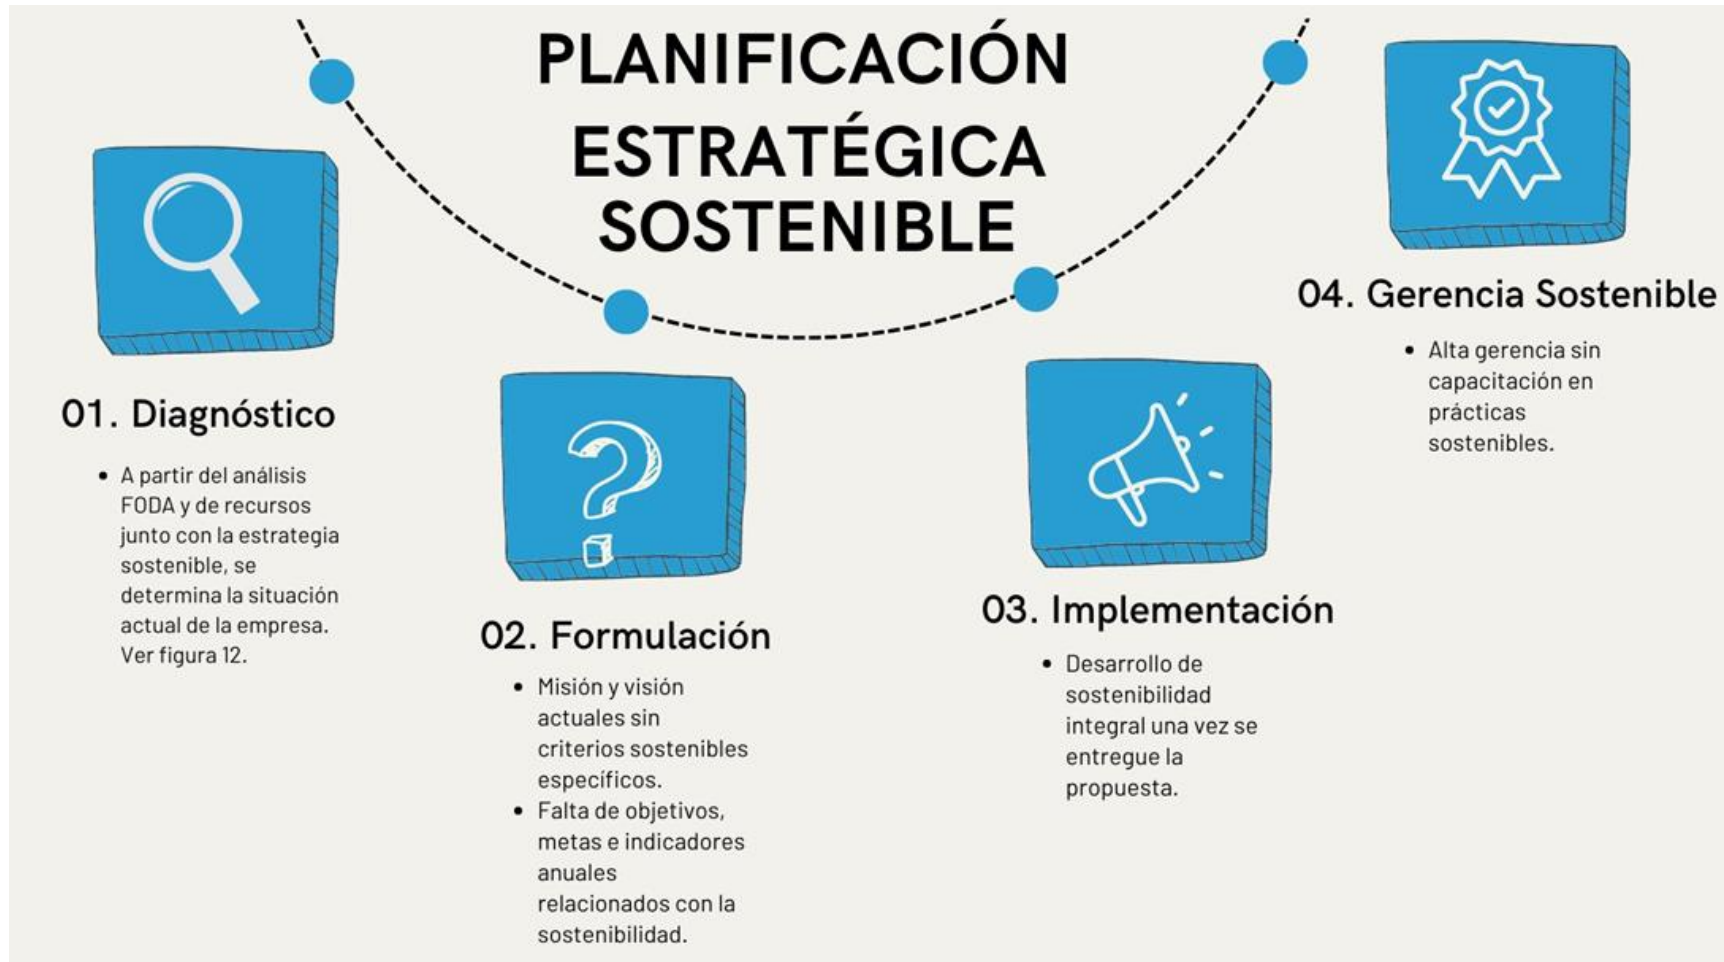 PLANIFICACIÓN
ESTRATÉGICA
SOSTENIBLE
01. Diagnóstico
• A partir del análisis
FODA y de recursos
junto con la estrategia
sostenible, se
determina la situación
actual de la empresa.
Ver figura 12.
02. Formulación
• Misión y visión
actuales sin
criterios sostenibles
específicos.
• Falta de objetivos,
metas e indicadores
anuales
relacionados con la
sostenibilidad.
03. Implementación
• Desarrollo de
sostenibilidad
integral una vez se
entregue la
propuesta.
04. Gerencia Sostenible
• Alta gerencia sin
capacitación en
prácticas
sostenibles.